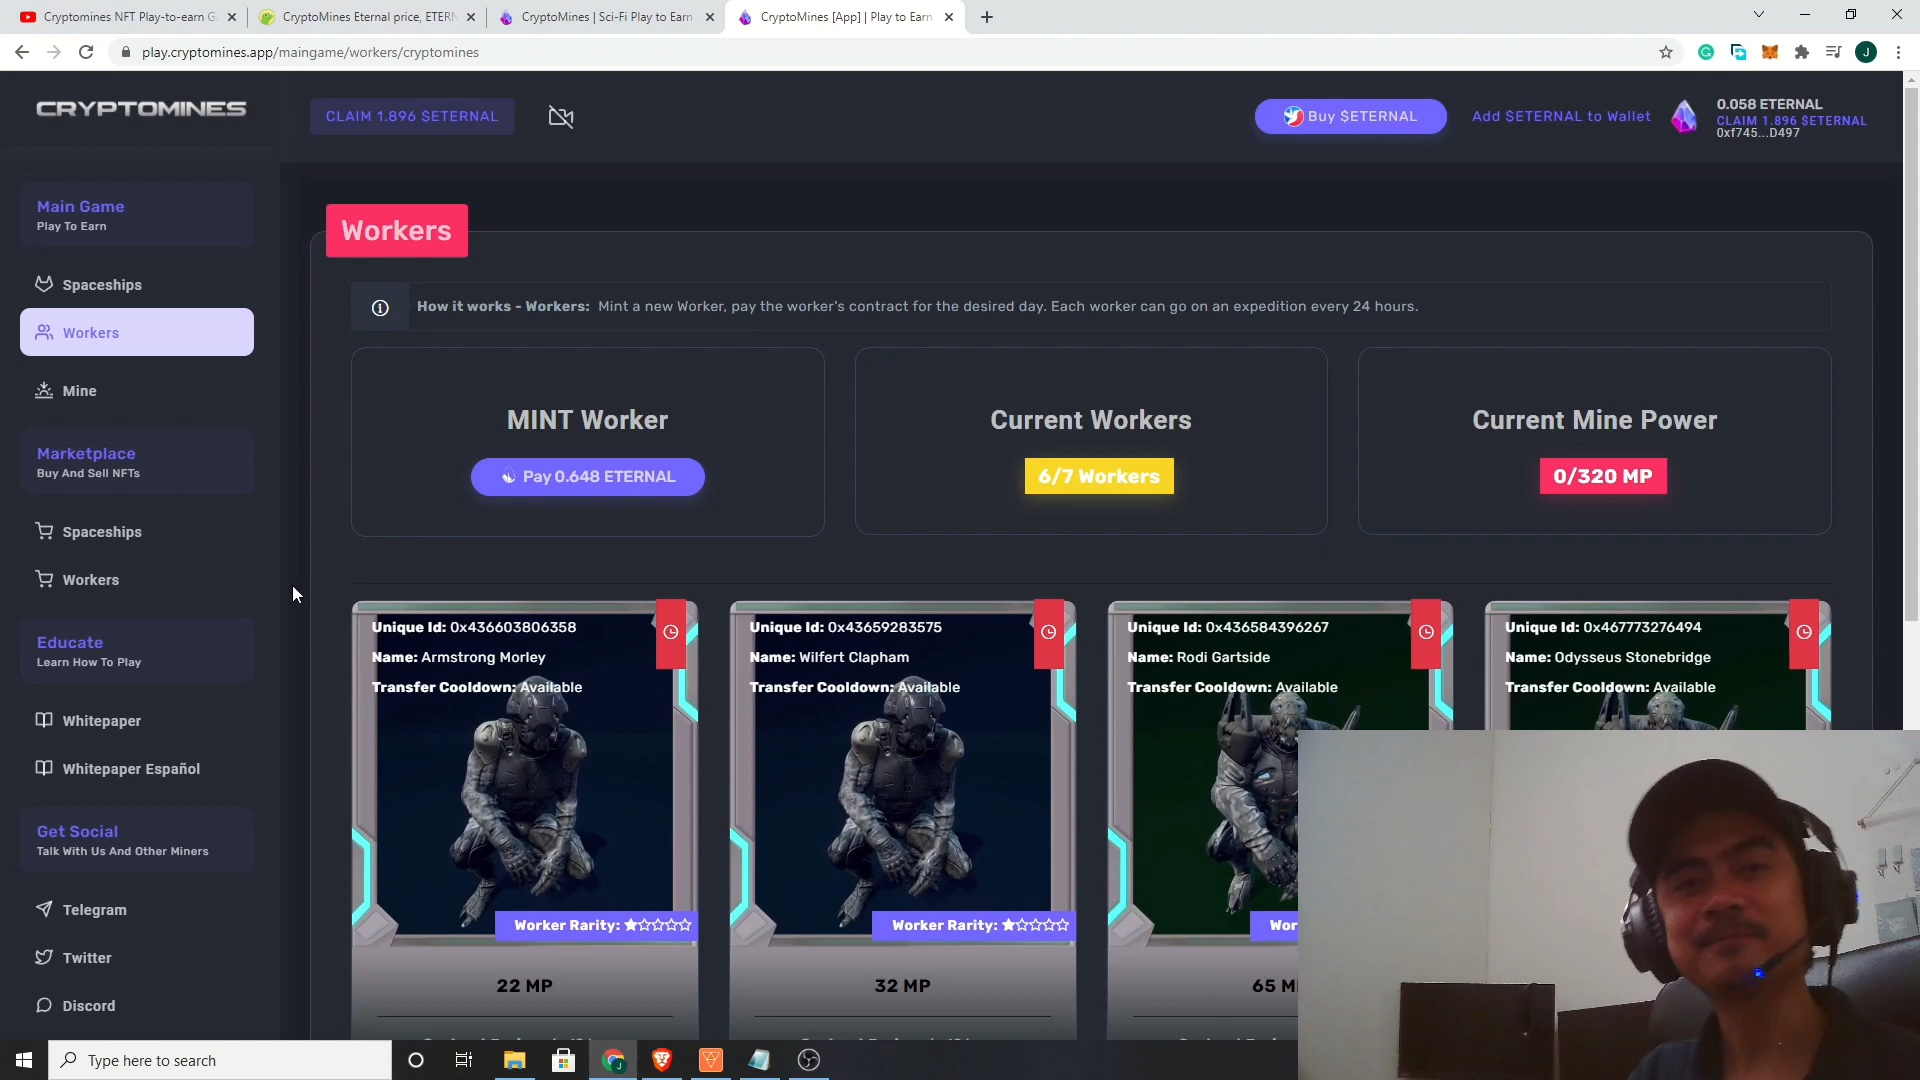 Cryptomines NFT Play-to-earn G
CryptoMines Eternal price, ETERN
CryptoMines | Sci-Fi Play to Earn
CryptoMines [App] | Play to Earn
play.cryptomines.app/maingame/workers/cryptomines
J
CRYPTOMINES
CLAIM 1.896 $ETERNAL
Buy $ETERNAL
Add $ETERNAL to Wallet
0.058 ETERNAL
CLAIM 1.896 $ETERNAL
0xf745...D497
Main Game
Play To Earn
Spaceships
Workers
Mine
Marketplace
Buy And Sell NFTs
Spaceships
Workers
Educate
Learn How To Play
Whitepaper
Whitepaper Español
Get Social
Talk With Us And Other Miners
Telegram
Twitter
Discord
Workers
How it works - Workers: Mint a new Worker, pay the worker's contract for the desired day. Each worker can go on an expedition every 24 hours.
MINT Worker
Pay 0.648 ETERNAL
Current Workers
6/7 Workers
Current Mine Power
0/320 MP
Unique Id: 0x436603806358
Name: Armstrong Morley
Transfer Cooldown: Available
Worker Rarity:
22 MP
Unique Id: 0x43659283575
Name: Wilfert Clapham
Transfer Cooldown: Available
Worker Rarity:
32 MP
Unique Id: 0x436584396267
Name: Rodi Gartside
Transfer Cooldown: Available
Wor
65 M
Unique Id: 0x467773276494
Name: Odysseus Stonebridge
Transfer Cooldown: Available
Type here to search